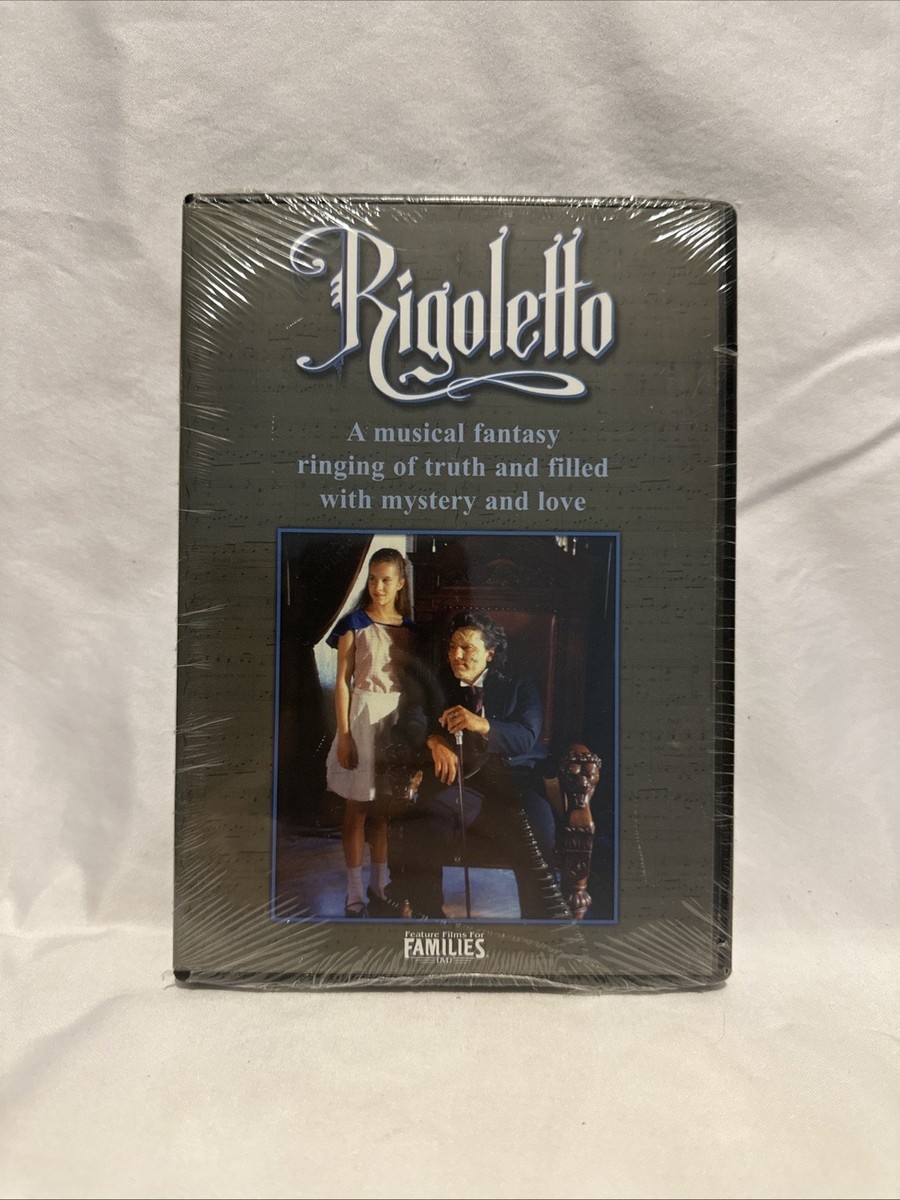 Rigoletto
A musical fantasy
ringing of truth and filled
with mystery and love
Feature Films For
FAMILIES